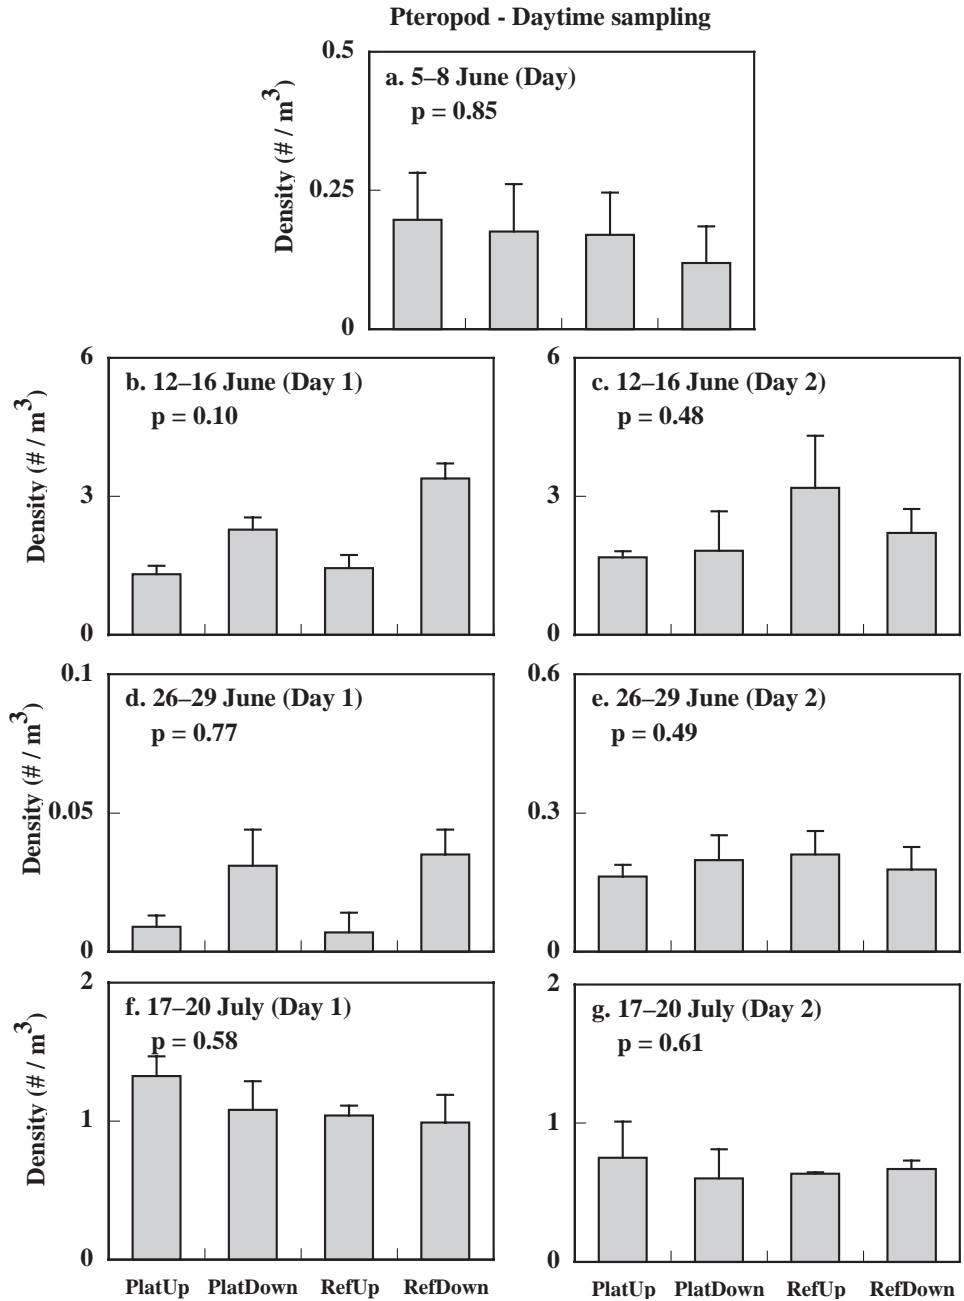 Pteropod - Daytime sampling
0.5
a. 5–8 June (Day)
p = 0.85
Density (# / m3)
0.25
0
6
b. 12–16 June (Day 1)
p = 0.10
Density (# / m3)
3
0
6
c. 12–16 June (Day 2)
p = 0.48
3
0
0.1
d. 26–29 June (Day 1)
p = 0.77
Density (# / m3)
0.05
0
0.6
e. 26–29 June (Day 2)
p = 0.49
0.3
0
2
f. 17–20 July (Day 1)
p = 0.58
Density (# / m3)
1
0
PlatUp PlatDown RefUp RefDown
2
g. 17–20 July (Day 2)
p = 0.61
1
0
PlatUp PlatDown RefUp RefDown